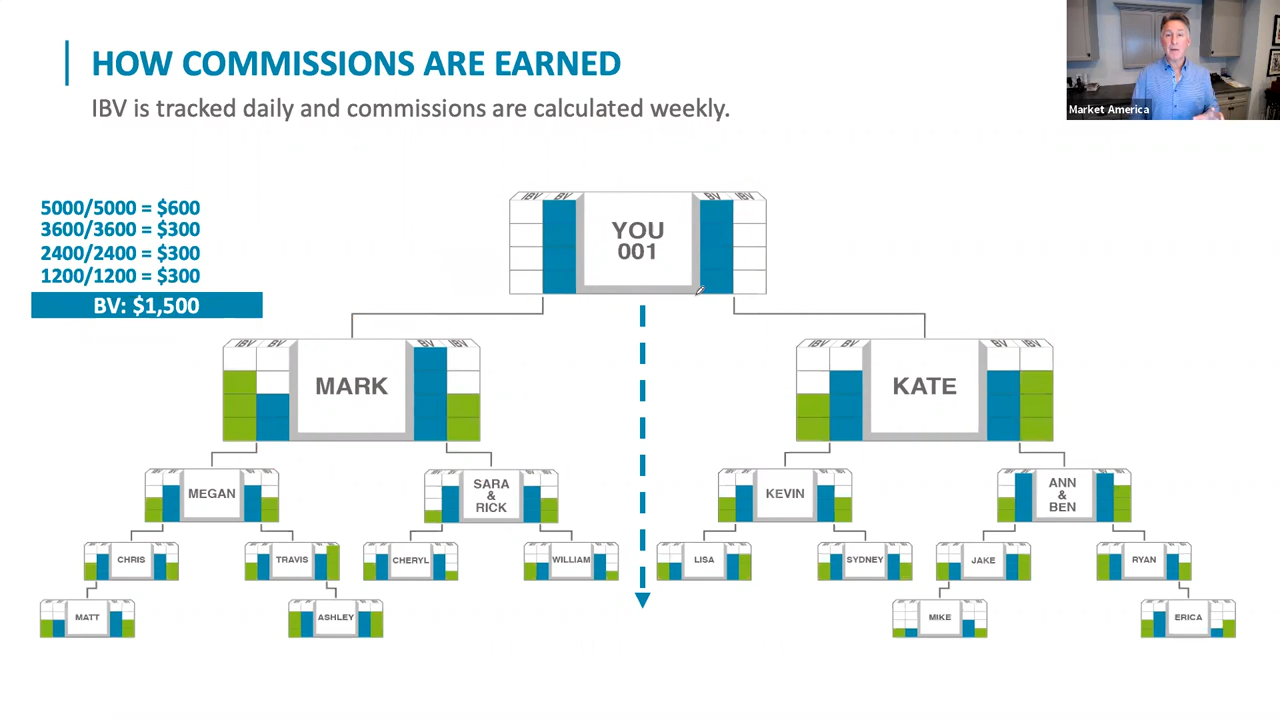 HOW COMMISSIONS ARE EARNED
IBV is tracked daily and commissions are calculated weekly.
Market America
5000/5000 = $600
3600/3600 = $300
2400/2400 = $300
1200/1200 = $300
BV: $1,500
IBV BV BV IBV
YOU
001
IBV BV BV IBV
MARK
IBV BV BV IBV
KATE
MEGAN
SARA
&
RICK
KEVIN
ANN
&
BEN
CHRIS
TRAVIS
CHERYL
WILLIAM
LISA
SYDNEY
JAKE
RYAN
MATT
ASHLEY
MIKE
ERICA